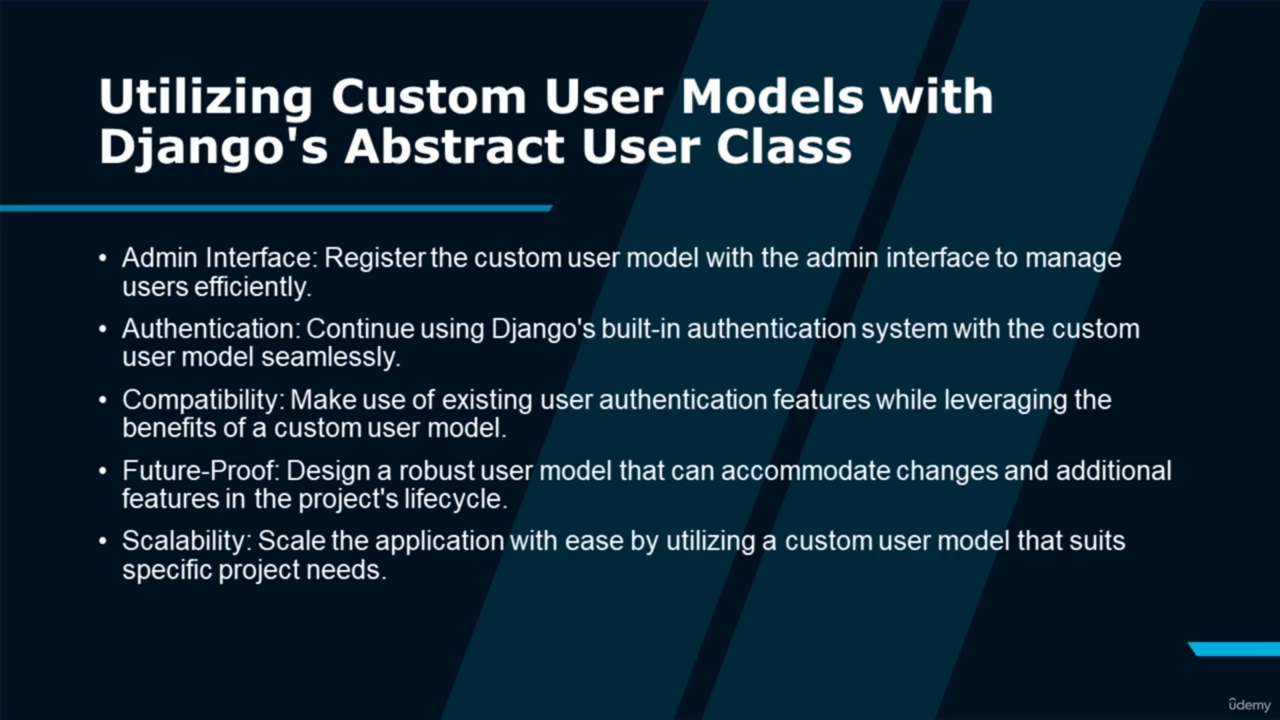 Utilizing Custom User Models with
Django's Abstract User Class
• Admin Interface: Register the custom user model with the admin interface to manage
users efficiently.
• Authentication: Continue using Django's built-in authentication system with the custom
user model seamlessly.
• Compatibility: Make use of existing user authentication features while leveraging the
benefits of a custom user model.
• Future-Proof: Design a robust user model that can accommodate changes and additional
features in the project's lifecycle.
• Scalability: Scale the application with ease by utilizing a custom user model that suits
specific project needs.
udemy